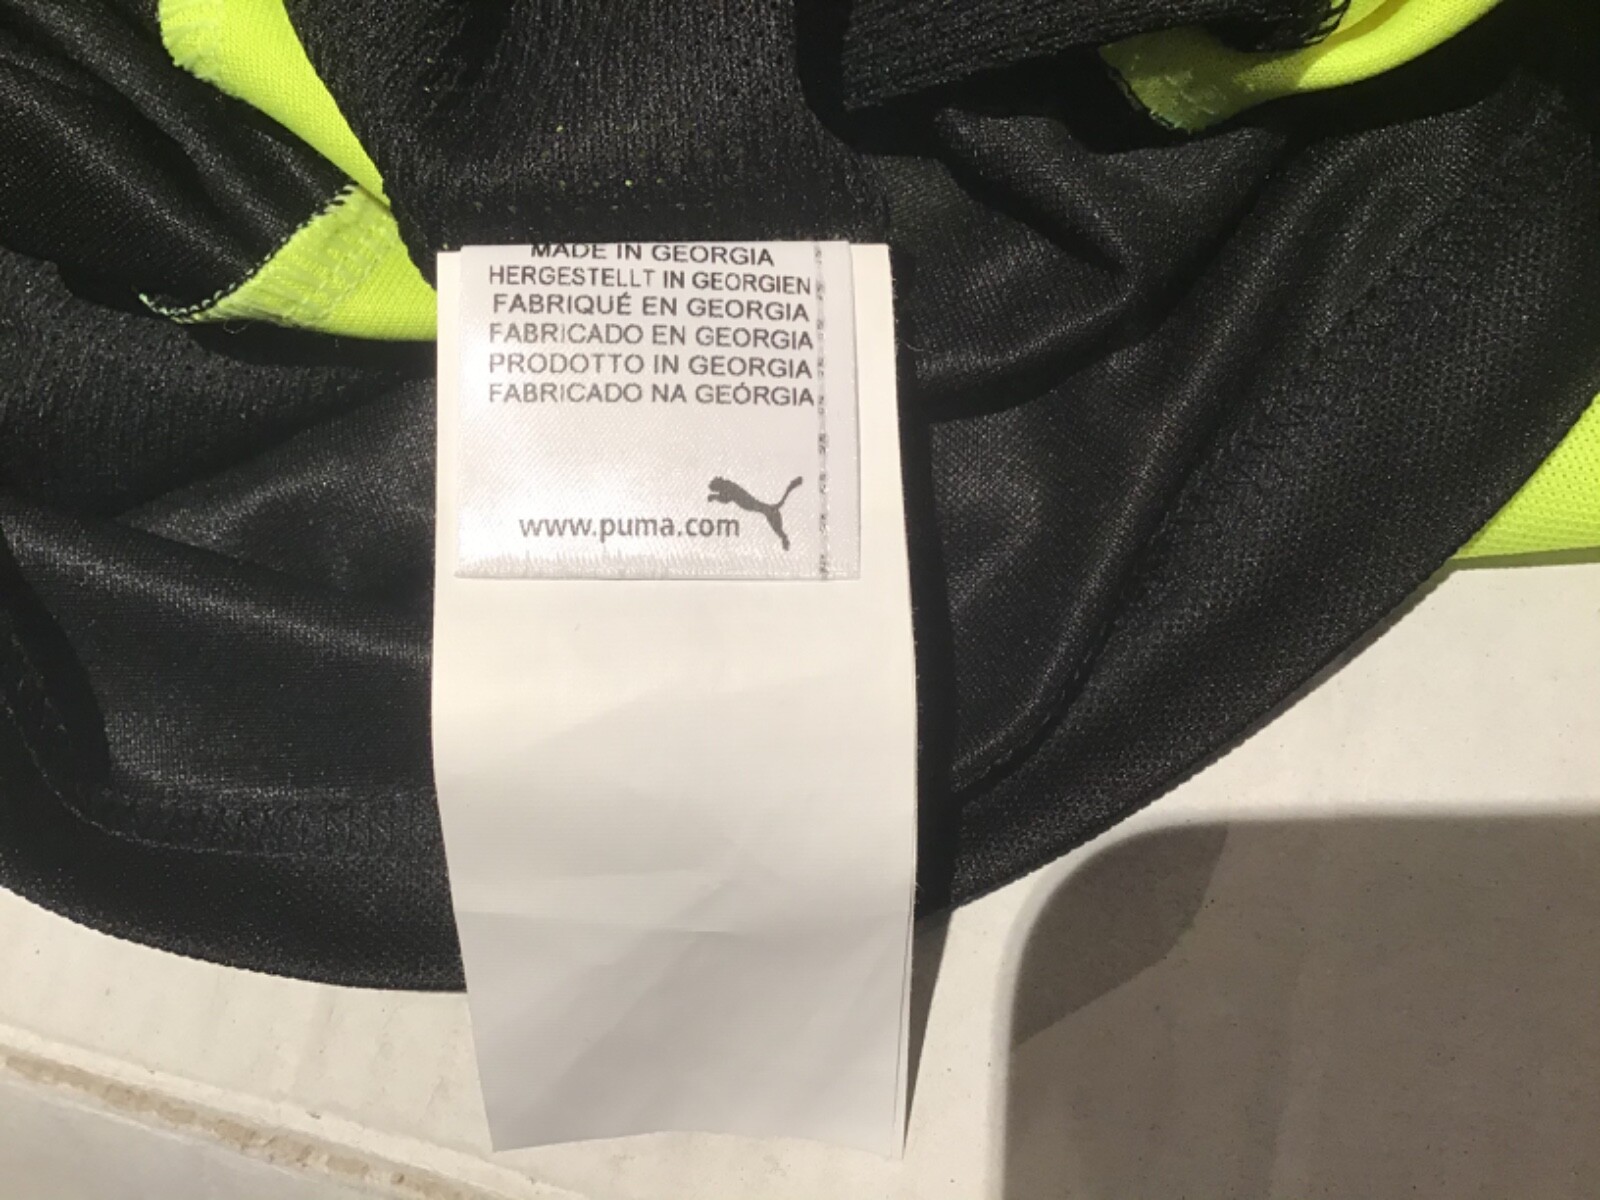 MADE IN GEORGIA
HERGESTELLT IN GEORGIEN
FABRIQUÉ EN GEORGIA
FABRICADO EN GEORGIA
PRODOTTO IN GEORGIA
FABRICADO NA GEÓRGIA
www.puma.com